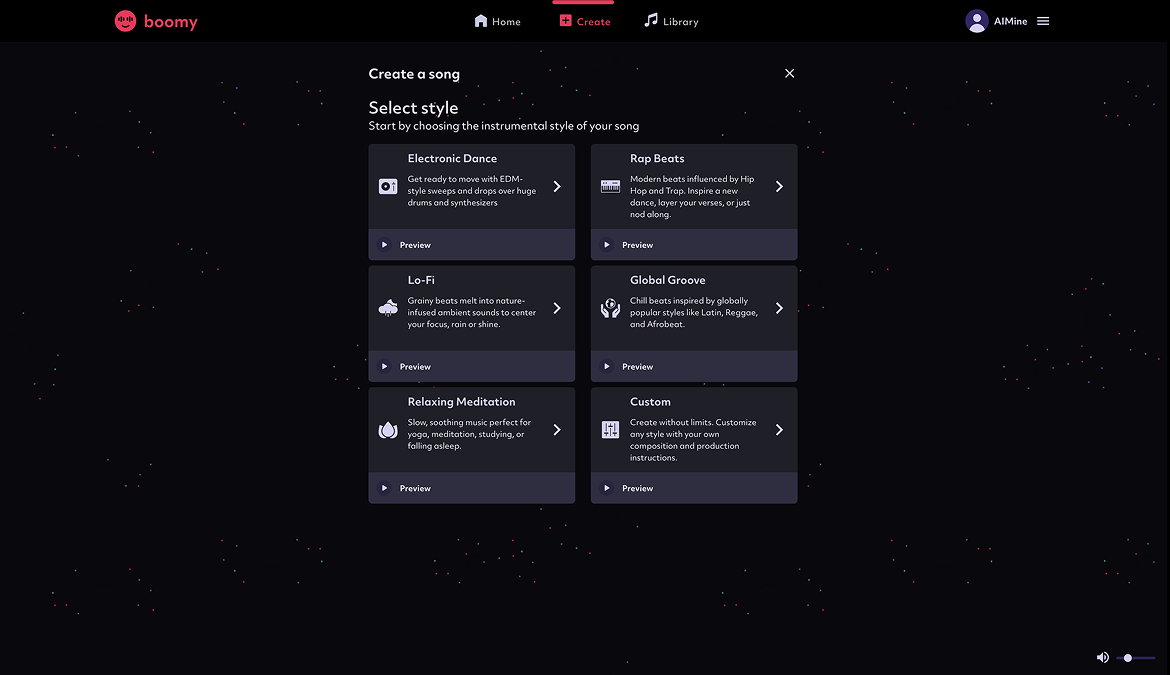 boomy
Home
Create
Library
AIMine
Create a song
Select style
Start by choosing the instrumental style of your song
Electronic Dance
Get ready to move with EDM-
style sweeps and drops over huge
drums and synthesizers
Preview
Rap Beats
Modern beats influenced by Hip
Hop and Trap. Inspire a new
dance, layer your verses, or just
nod along.
Preview
Lo-Fi
Grainy beats melt into nature-
infused ambient sounds to center
your focus, rain or shine.
Preview
Global Groove
Chill beats inspired by globally
popular styles like Latin, Reggae,
and Afrobeat.
Preview
Relaxing Meditation
Slow, soothing music perfect for
yoga, meditation, studying, or
falling asleep.
Preview
Custom
Create without limits. Customize
any style with your own
composition and production
instructions.
Preview